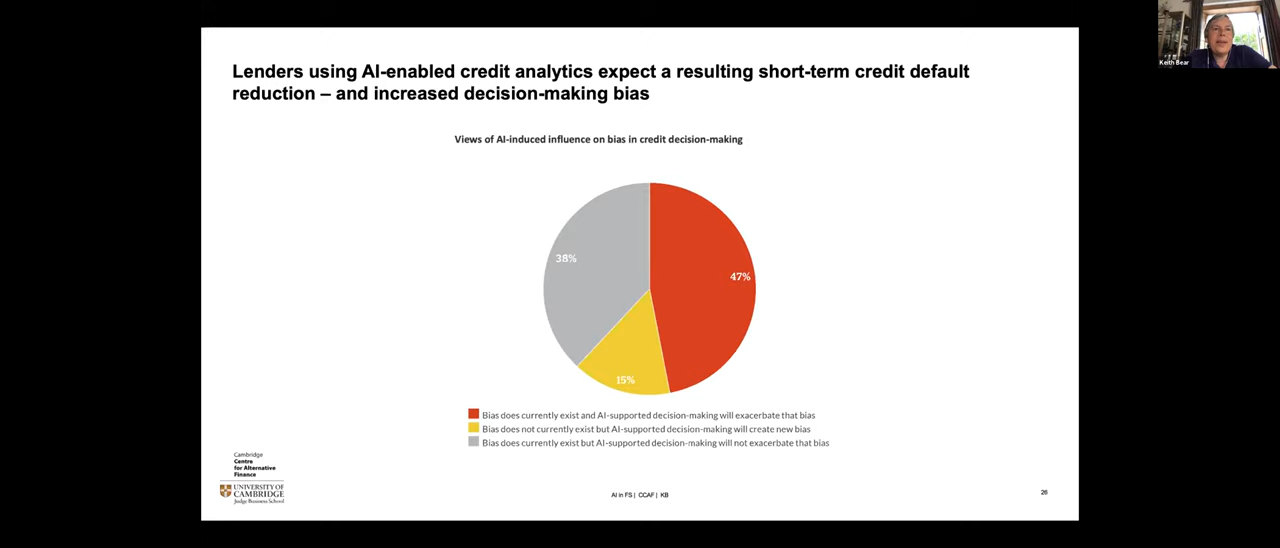 Lenders using AI-enabled credit analytics expect a resulting short-term credit default
reduction – and increased decision-making bias
Keith Bear
Views of AI-induced influence on bias in credit decision-making
38%
47%
15%
Bias does currently exist and AI-supported decision-making will exacerbate that bias
Bias does not currently exist but AI-supported decision-making will create new bias
Bias does currently exist but AI-supported decision-making will not exacerbate that bias
Cambridge
Centre
for Alternative
Finance
UNIVERSITY OF
CAMBRIDGE
Judge Business School
AI in FS | CCAF | KB
26